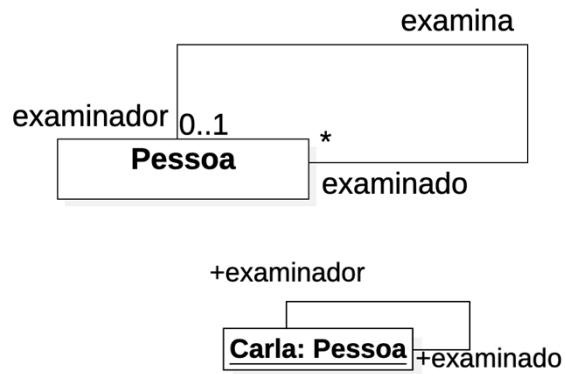 examina
examinador
0..1
*
Pessoa
examinado
+examinador
Carla: Pessoa
+examinado